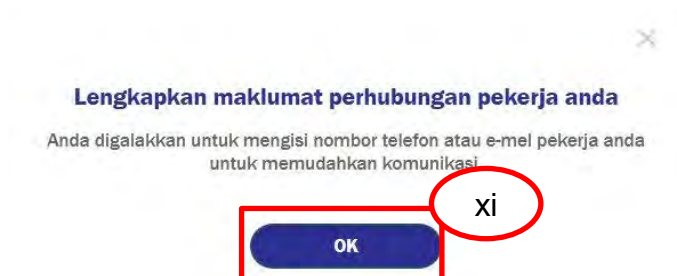 Lengkapkan maklumat perhubungan pekerja anda
Anda digalakkan untuk mengisi nombor telefon atau e-mel pekerja anda
untuk memudahkan komunikasi
xi
OK